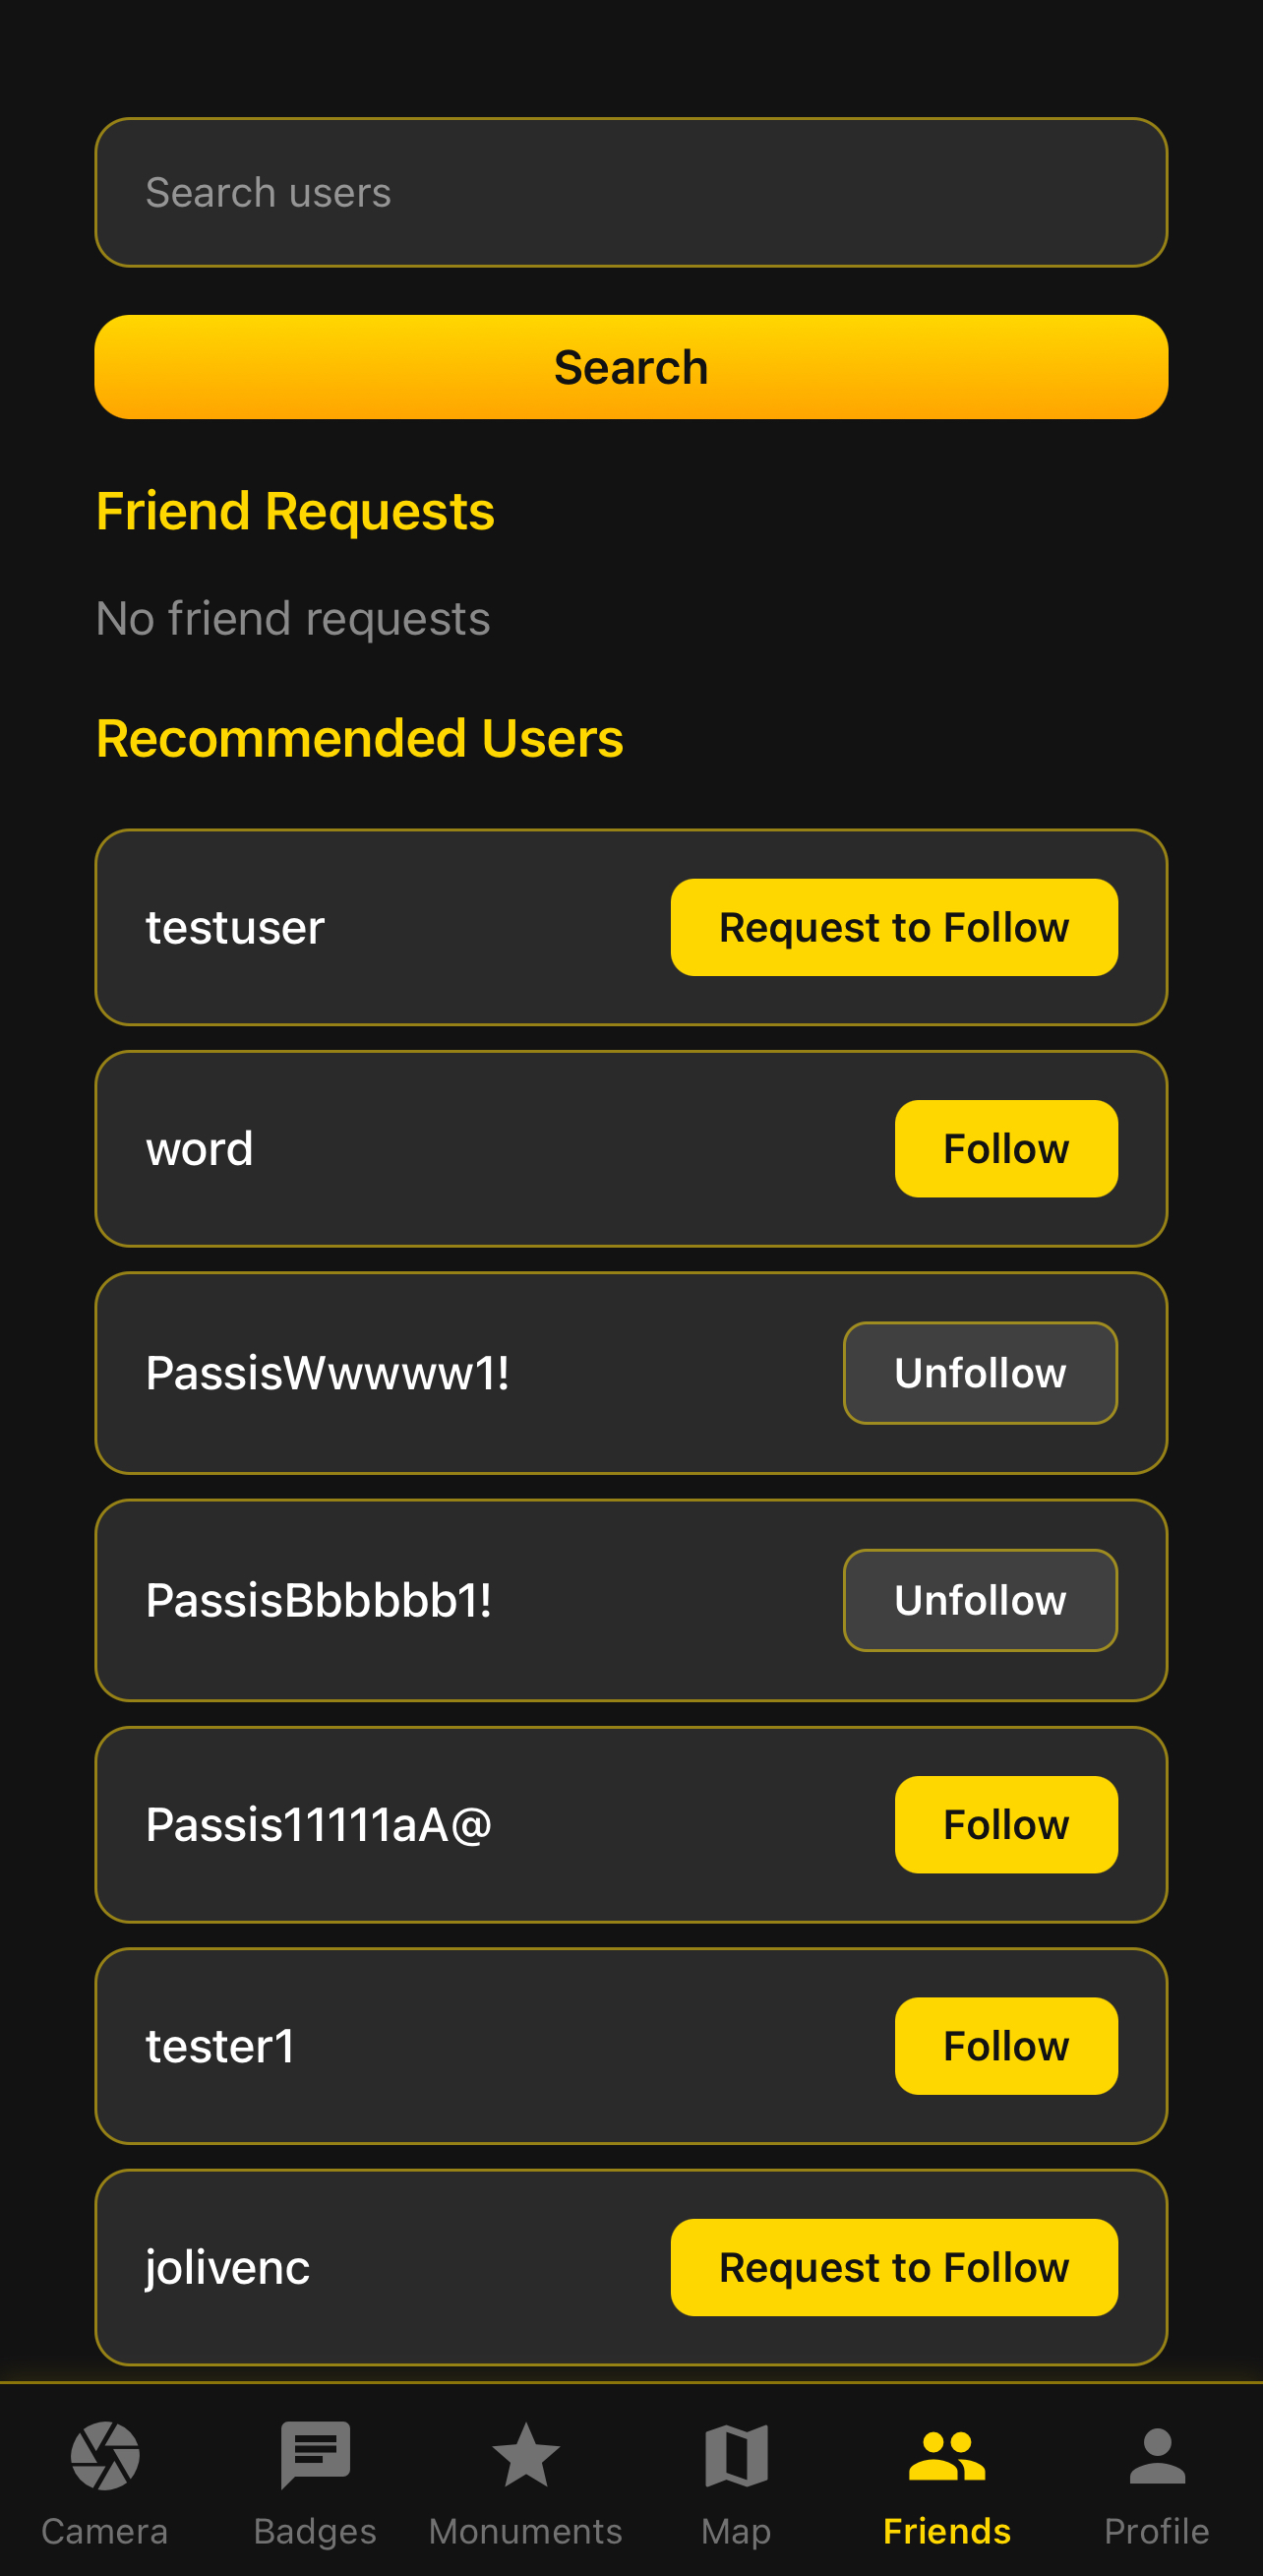 Search users
Search
Friend Requests
No friend requests
Recommended Users
testuser
Request to Follow
word
Follow
PassisWwwww1!
Unfollow
PassisBbbbbb1!
Unfollow
Passis11111aA@
Follow
tester1
Follow
jolivenc
Request to Follow
Camera
Badges
Monuments
Map
Friends
Profile